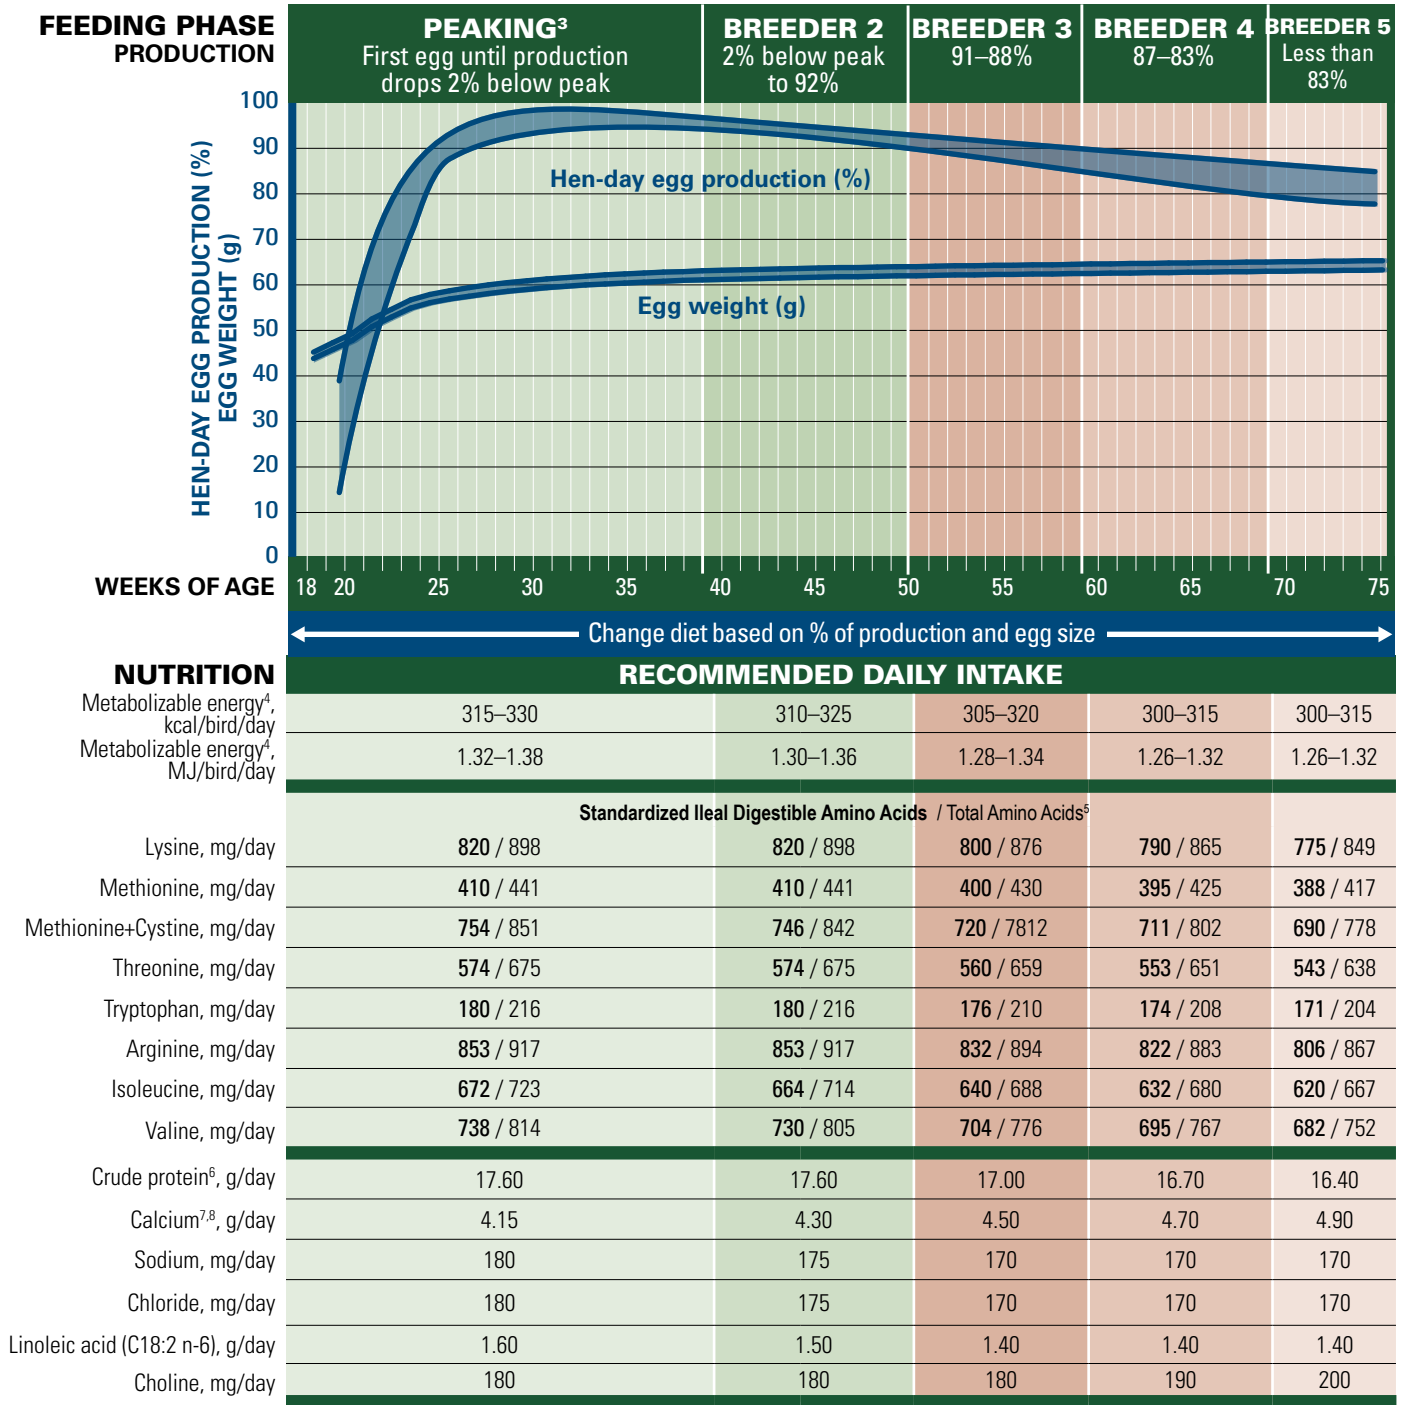 FEEDING PHASE
PRODUCTION
PEAKING³
First egg until production
drops 2% below peak
BREEDER 2
2% below peak
to 92%
BREEDER 3
91–88%
BREEDER 4
87–83%
BREEDER 5
Less than
83%
HEN-DAY EGG PRODUCTION (%)
EGG WEIGHT (g)
100
90
80
70
60
50
40
30
20
10
0
Hen-day egg production (%)
Egg weight (g)
WEEKS OF AGE 18 20 25 30 35 40 45 50 55 60 65 70 75
Change diet based on % of production and egg size
NUTRITION RECOMMENDED DAILY INTAKE
Metabolizable energy⁴,
kcal/bird/day 315–330 310–325 305–320 300–315 300–315
Metabolizable energy⁴,
MJ/bird/day 1.32–1.38 1.30–1.36 1.28–1.34 1.26–1.32 1.26–1.32
Standardized Ileal Digestible Amino Acids / Total Amino Acids⁵
Lysine, mg/day 820 / 898 820 / 898 800 / 876 790 / 865 775 / 849
Methionine, mg/day 410 / 441 410 / 441 400 / 430 395 / 425 388 / 417
Methionine+Cystine, mg/day 754 / 851 746 / 842 720 / 7812 711 / 802 690 / 778
Threonine, mg/day 574 / 675 574 / 675 560 / 659 553 / 651 543 / 638
Tryptophan, mg/day 180 / 216 180 / 216 176 / 210 174 / 208 171 / 204
Arginine, mg/day 853 / 917 853 / 917 832 / 894 822 / 883 806 / 867
Isoleucine, mg/day 672 / 723 664 / 714 640 / 688 632 / 680 620 / 667
Valine, mg/day 738 / 814 730 / 805 704 / 776 695 / 767 682 / 752
Crude protein⁶, g/day 17.60 17.60 17.00 16.70 16.40
Calcium⁷,⁸, g/day 4.15 4.30 4.50 4.70 4.90
Sodium, mg/day 180 175 170 170 170
Chloride, mg/day 180 175 170 170 170
Linoleic acid (C18:2 n-6), g/day 1.60 1.50 1.40 1.40 1.40
Choline, mg/day 180 180 180 190 200